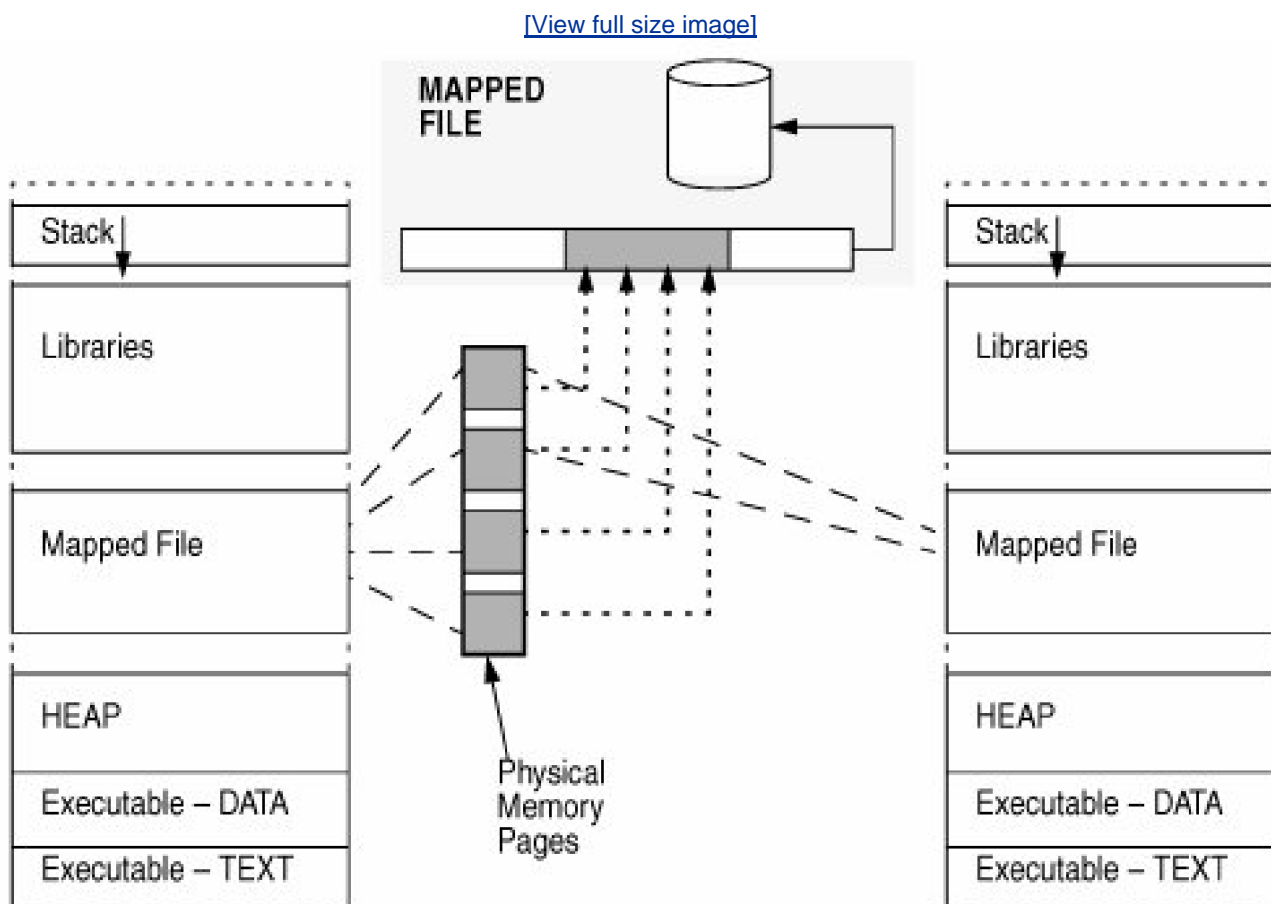 [View full size image]
MAPPED
FILE
Stack
Libraries
Mapped File
HEAP
Executable – DATA
Executable – TEXT
Physical
Memory
Pages
Stack
Libraries
Mapped File
HEAP
Executable – DATA
Executable – TEXT